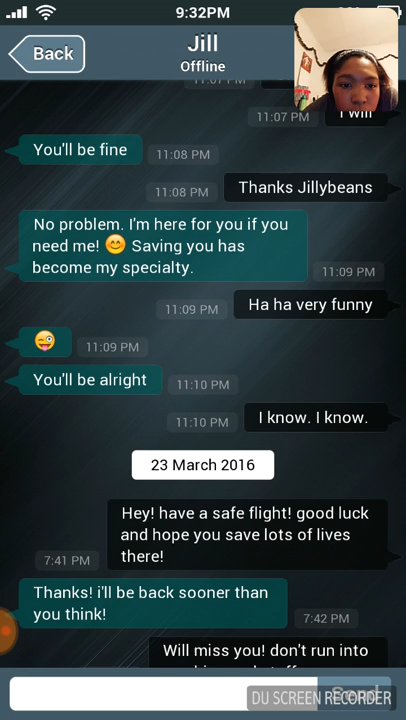 9:32PM
Back
Jill
Offline
11:07 PM
I will
11:07 PM
You'll be fine
11:08 PM
Thanks Jillybeans
11:08 PM
No problem. I'm here for you if you
need me! 😊 Saving you has
become my specialty.
11:09 PM
Ha ha very funny
11:09 PM
😜
11:09 PM
You'll be alright
11:10 PM
I know. I know.
11:10 PM
23 March 2016
Hey! have a safe flight! good luck
and hope you save lots of lives
there!
7:41 PM
Thanks! i'll be back sooner than
you think!
7:42 PM
Will miss you! don't run into
Send
DU SCREEN RECORDER